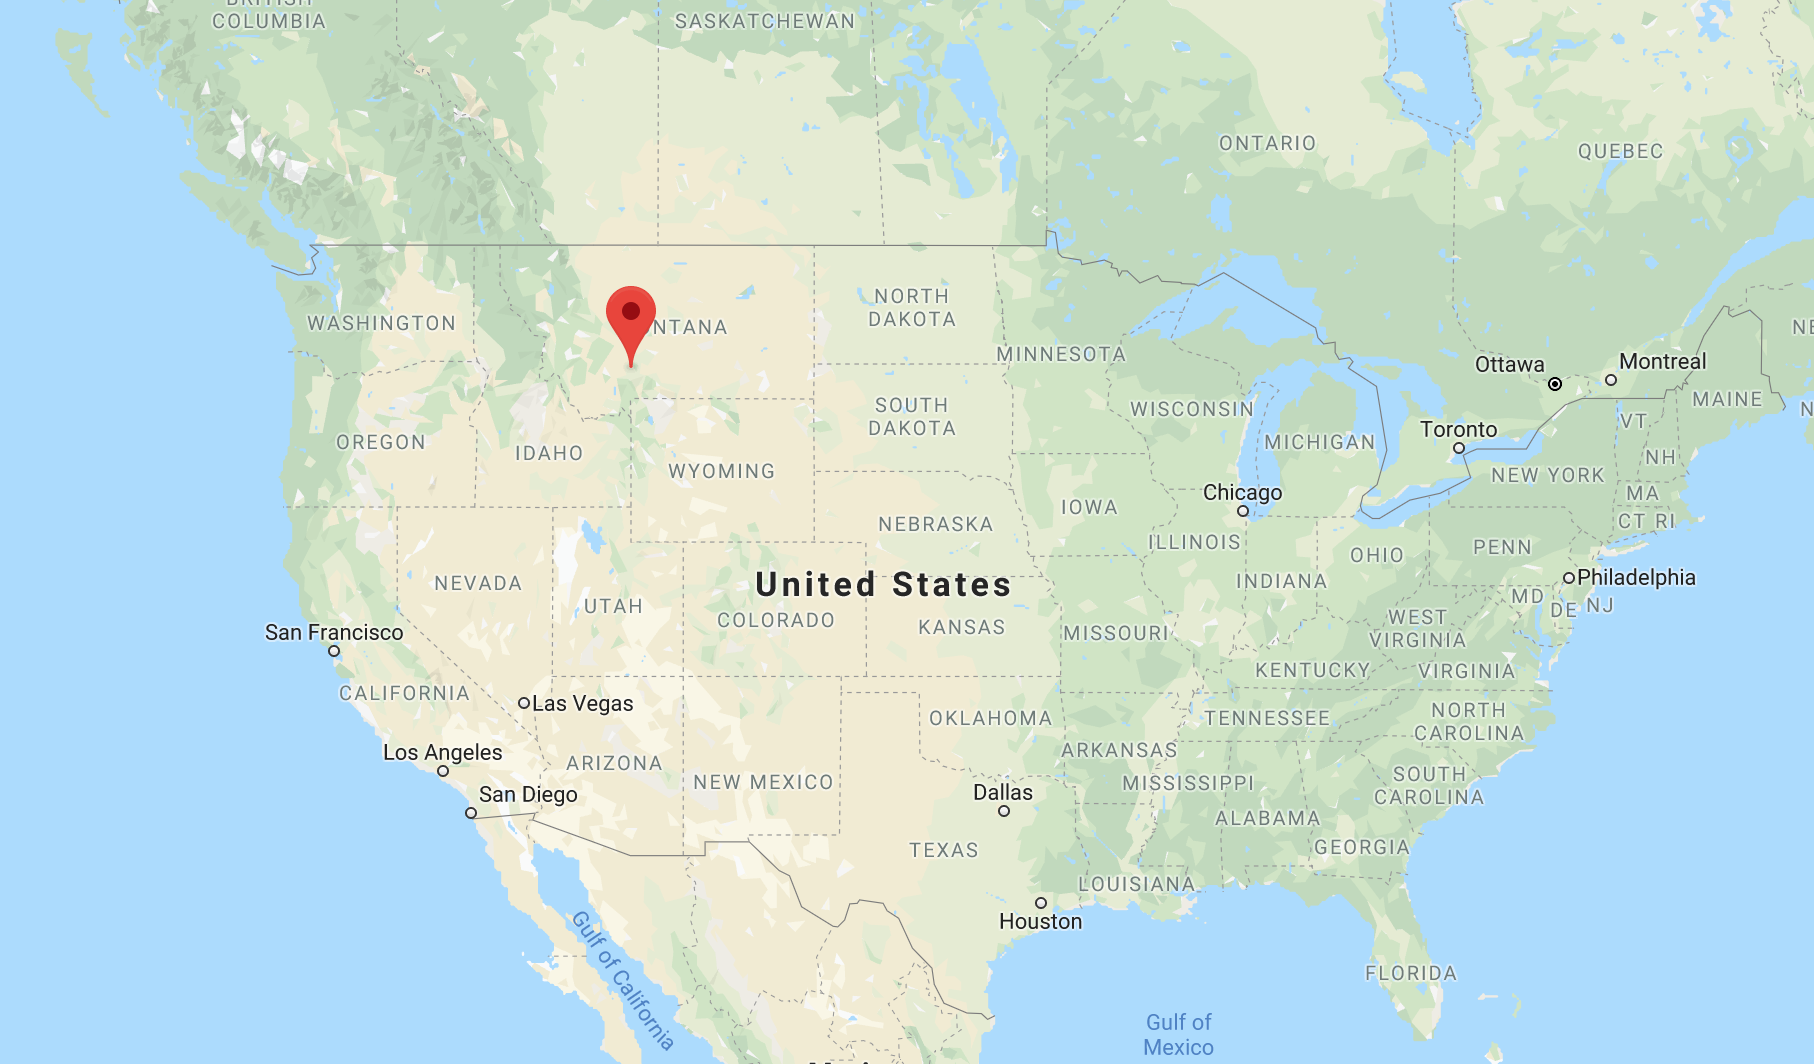 BRITISH
COLUMBIA
SASKATCHEWAN
ONTARIO
QUEBEC
WASHINGTON
NTANA
NORTH
DAKOTA
MINNESOTA
Ottawa
Montreal
MAINE
OREGON
IDAHO
SOUTH
DAKOTA
WISCONSIN
MICHIGAN
Toronto
VT
NH
WYOMING
NEW YORK
MA
CT RI
Chicago
IOWA
NEBRASKA
ILLINOIS
OHIO
PENN
NEVADA
UTAH
United States
COLORADO
KANSAS
INDIANA
Philadelphia
MD
DE
NJ
San Francisco
MISSOURI
WEST
VIRGINIA
KENTUCKY
VIRGINIA
CALIFORNIA
Las Vegas
OKLAHOMA
TENNESSEE
NORTH
CAROLINA
Los Angeles
ARIZONA
NEW MEXICO
ARKANSAS
MISSISSIPPI
SOUTH
CAROLINA
San Diego
Dallas
ALABAMA
TEXAS
GEORGIA
LOUISIANA
Houston
Gulf of California
FLORIDA
Gulf of
Mexico